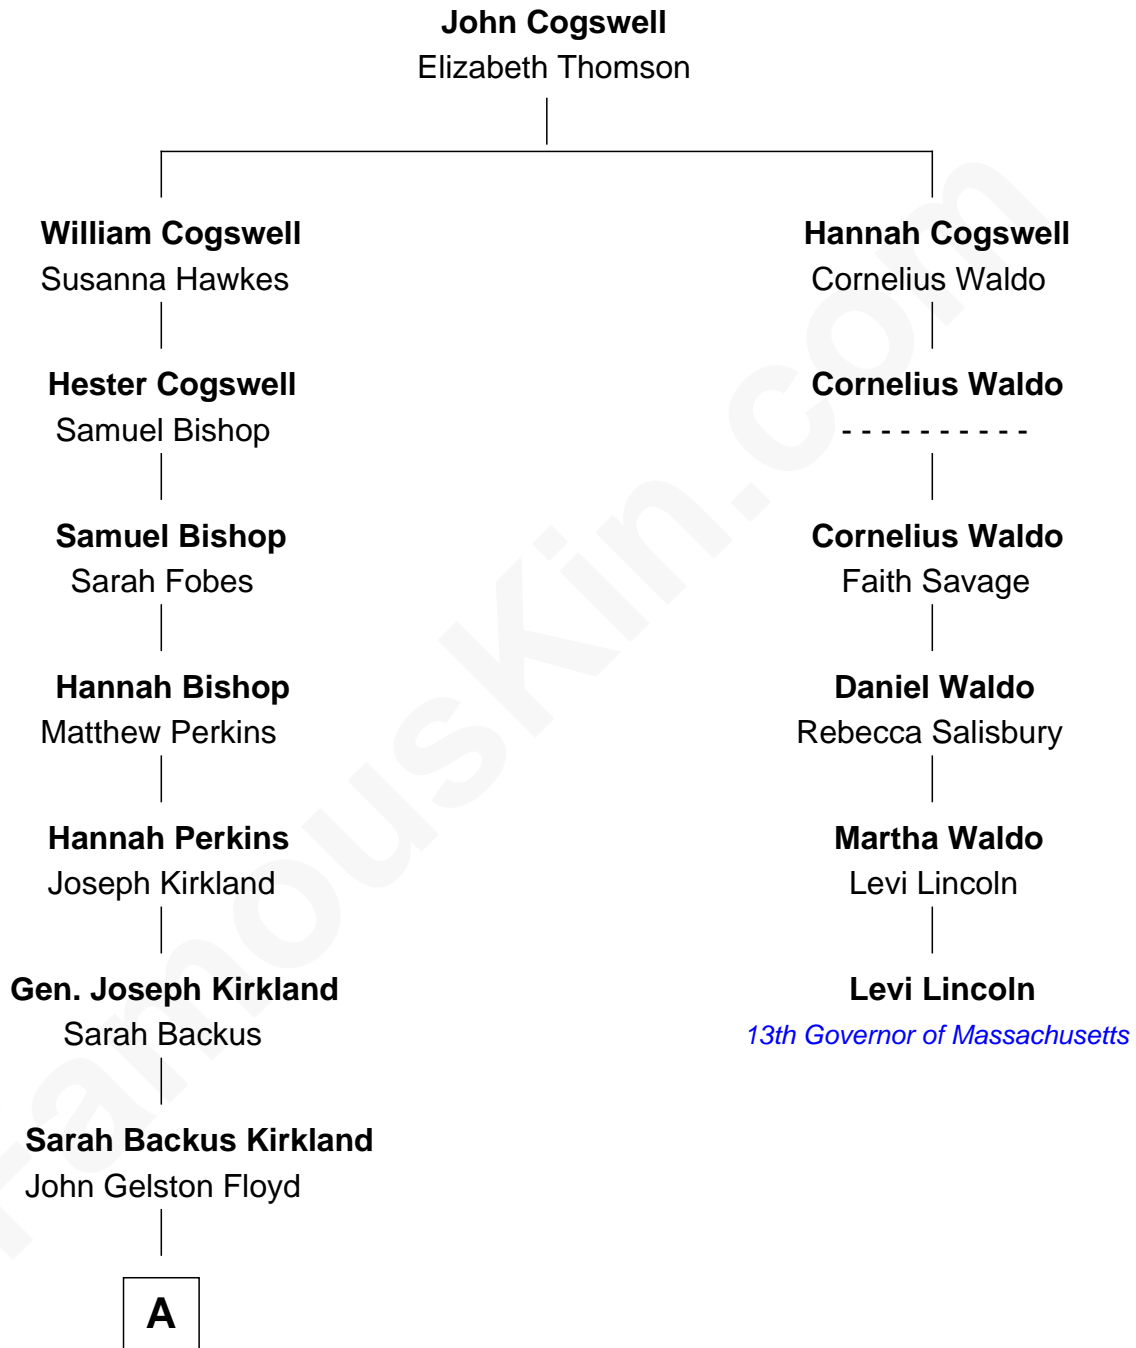 John Cogswell
Elizabeth Thomson
William Cogswell
Susanna Hawkes
Hannah Cogswell
Cornelius Waldo
Hester Cogswell
Samuel Bishop
Cornelius Waldo
- - - - - - - - - -
Samuel Bishop
Sarah Fobes
Cornelius Waldo
Faith Savage
Hannah Bishop
Matthew Perkins
Daniel Waldo
Rebecca Salisbury
Hannah Perkins
Joseph Kirkland
Martha Waldo
Levi Lincoln
Gen. Joseph Kirkland
Sarah Backus
Levi Lincoln
13th Governor of Massachusetts
Sarah Backus Kirkland
John Gelston Floyd
A
FamousKin.com